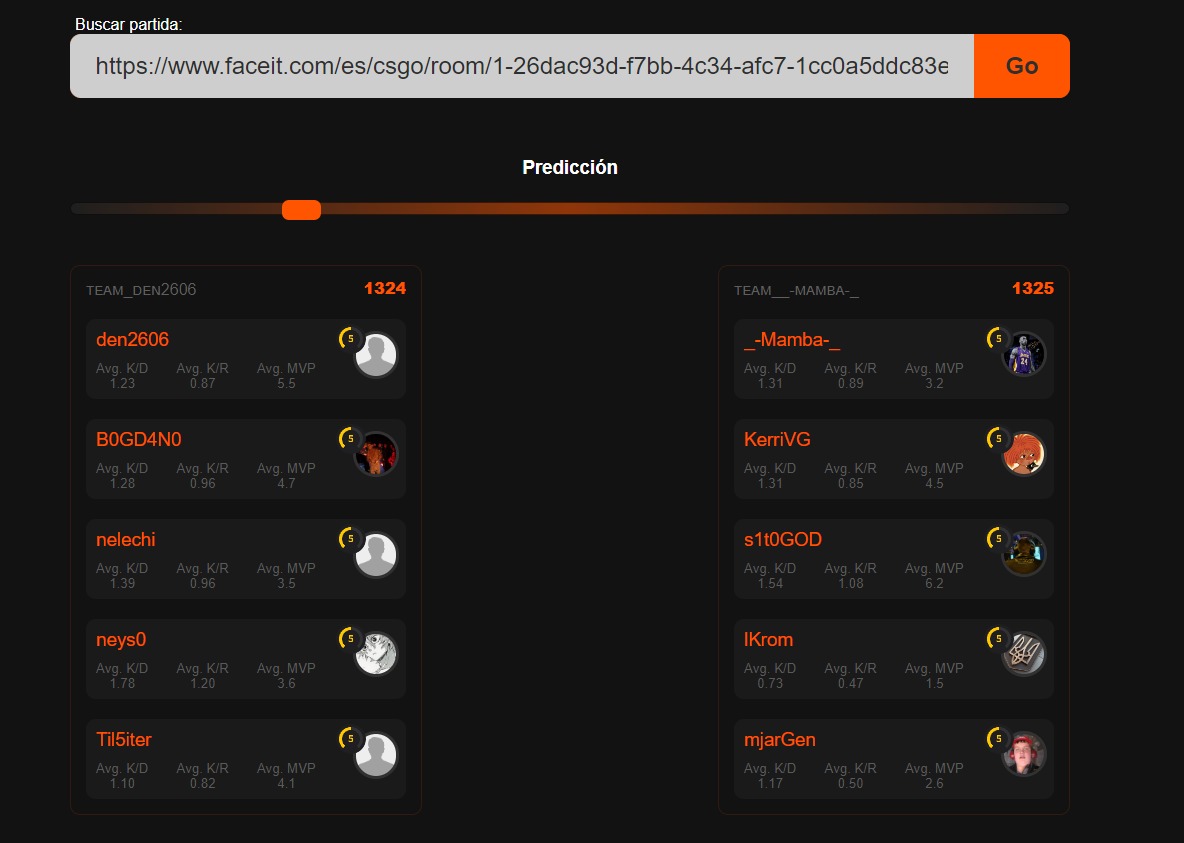 Buscar partida:
https://www.faceit.com/es/csgo/room/1-26dac93d-f7bb-4c34-afc7-1cc0a5ddc83e
Go
Predicción
TEAM_DEN2606 1324
den2606 5
Avg. K/D Avg. K/R Avg. MVP
1.23 0.87 5.5
B0GD4N0 5
Avg. K/D Avg. K/R Avg. MVP
1.28 0.96 4.7
nelechi 5
Avg. K/D Avg. K/R Avg. MVP
1.39 0.96 3.5
neys0 5
Avg. K/D Avg. K/R Avg. MVP
1.78 1.20 3.6
Til5iter 5
Avg. K/D Avg. K/R Avg. MVP
1.10 0.82 4.1
TEAM__-MAMBA-_ 1325
_-Mamba-_ 5
24
Avg. K/D Avg. K/R Avg. MVP
1.31 0.89 3.2
KerriVG 5
Avg. K/D Avg. K/R Avg. MVP
1.31 0.85 4.5
s1t0GOD 5
Avg. K/D Avg. K/R Avg. MVP
1.54 1.08 6.2
lKrom 5
Avg. K/D Avg. K/R Avg. MVP
0.73 0.47 1.5
mjarGen 5
Avg. K/D Avg. K/R Avg. MVP
1.17 0.50 2.6